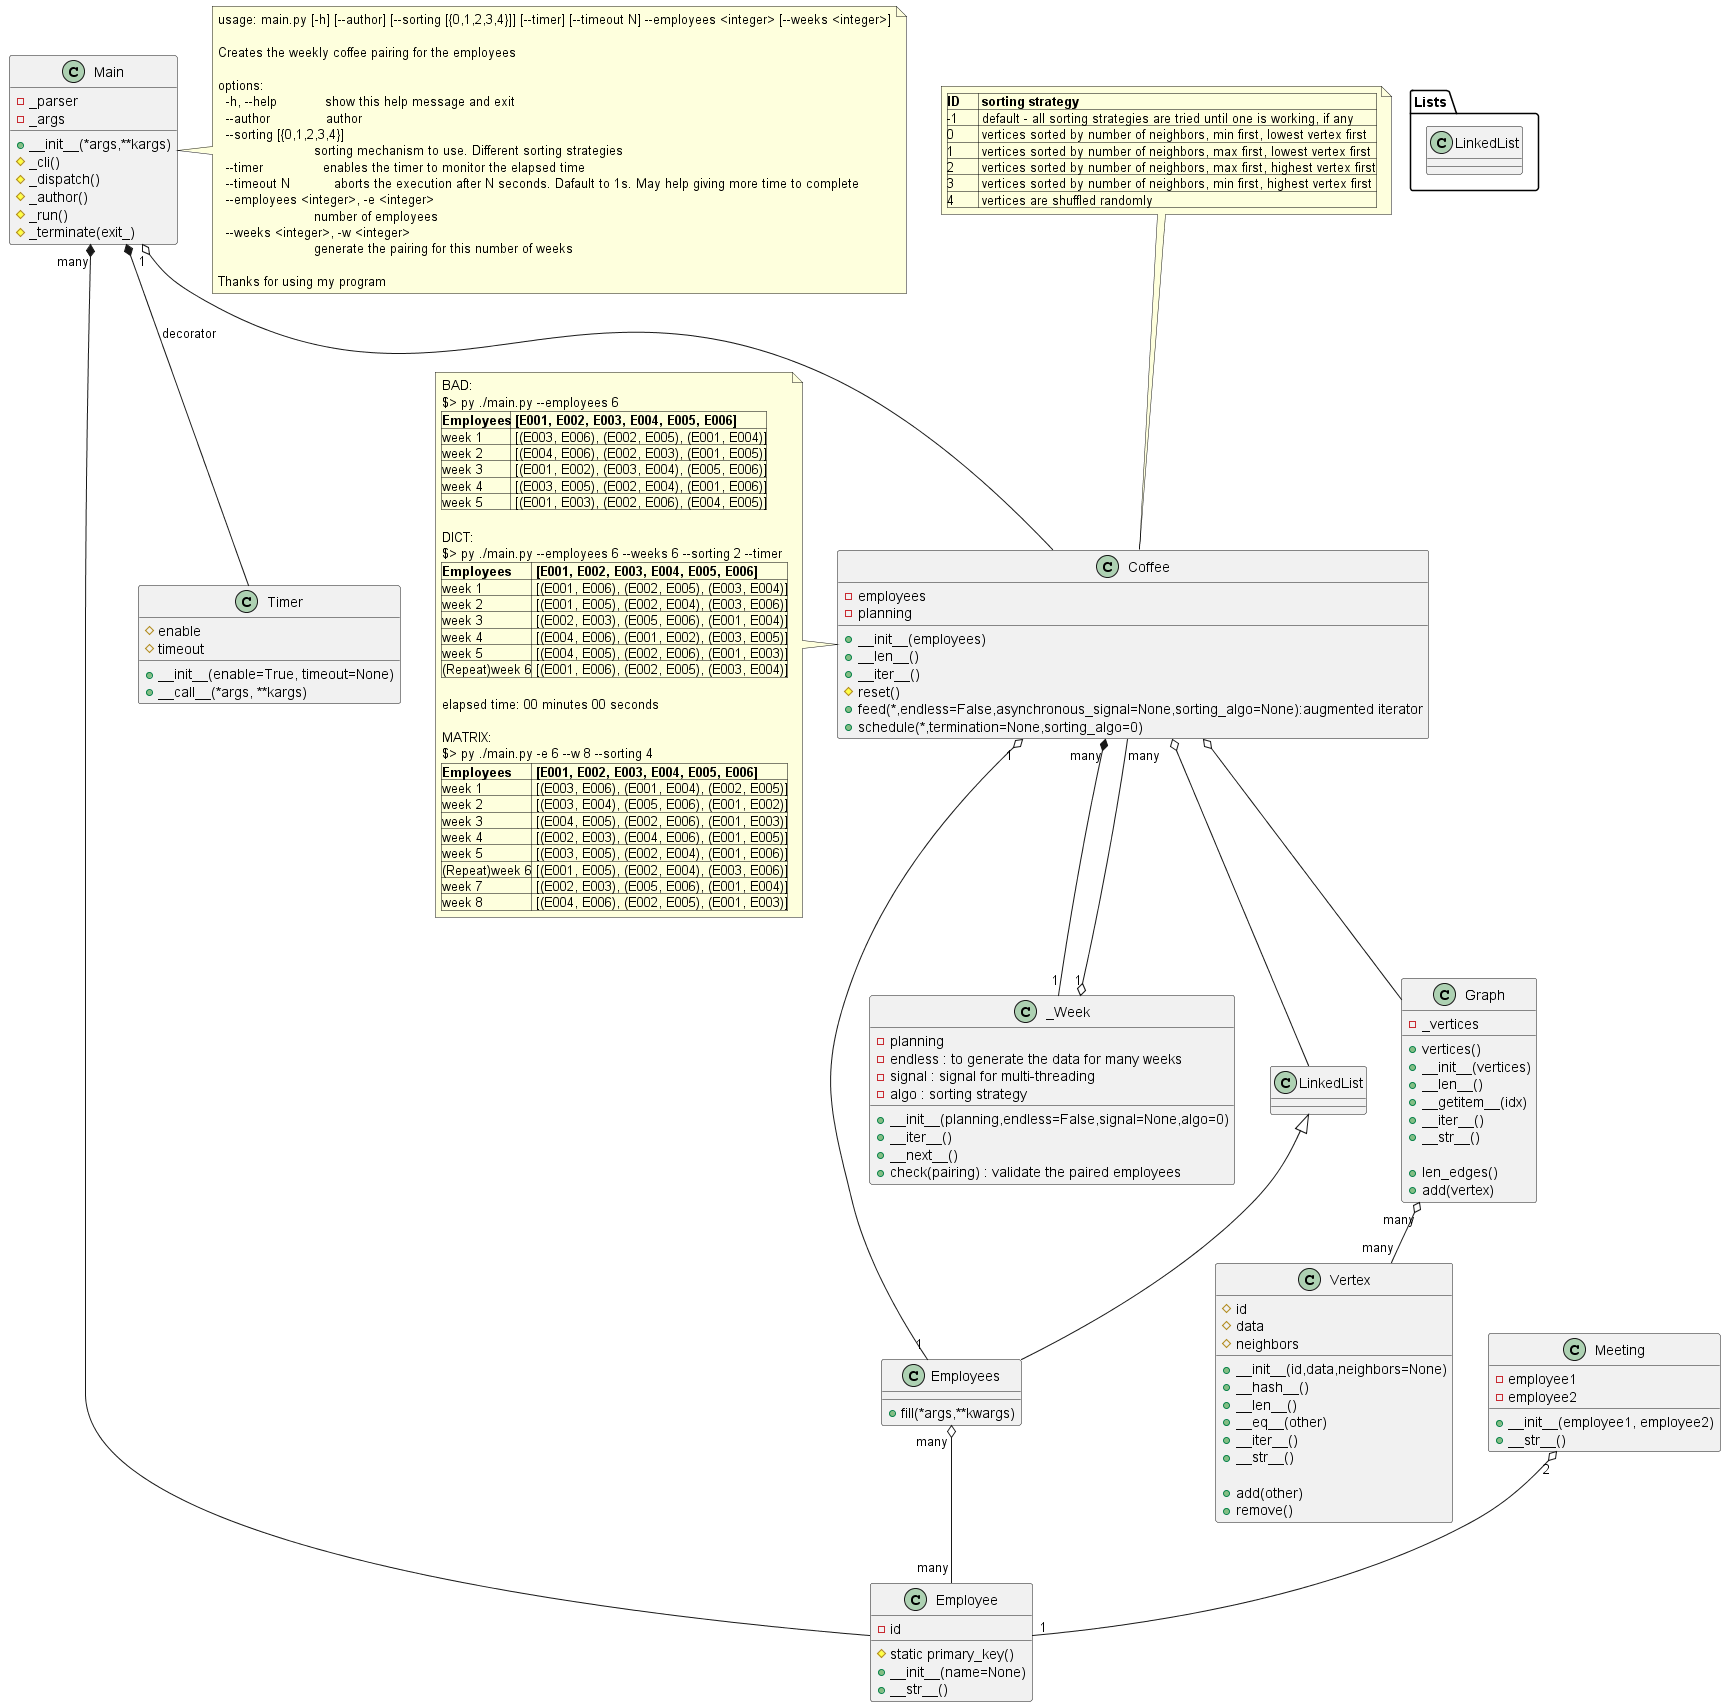 usage: main.py [-h] [--author] [--sorting [{0,1,2,3,4}]] [--timer] [--timeout N] --employees <integer> [--weeks <integer>]
Creates the weekly coffee pairing for the employees
options:
-h, --help show this help message and exit
--author author
--sorting [{0,1,2,3,4}]
sorting mechanism to use. Different sorting strategies
--timer enables the timer to monitor the elapsed time
--timeout N aborts the execution after N seconds. Dafault to 1s. May help giving more time to complete
--employees <integer>, -e <integer>
number of employees
--weeks <integer>, -w <integer>
generate the pairing for this number of weeks
Thanks for using my program
C Main
_parser
_args
__init__(*args,**kargs)
_cli()
_dispatch()
_author()
_run()
_terminate(exit_)
many
1
decorator
ID sorting strategy
-1 default - all sorting strategies are tried until one is working, if any
0 vertices sorted by number of neighbors, min first, lowest vertex first
1 vertices sorted by number of neighbors, max first, lowest vertex first
2 vertices sorted by number of neighbors, max first, highest vertex first
3 vertices sorted by number of neighbors, min first, highest vertex first
4 vertices are shuffled randomly
Lists
C LinkedList
BAD:
$> py ./main.py --employees 6
Employees [E001, E002, E003, E004, E005, E006]
week 1 [(E003, E006), (E002, E005), (E001, E004)]
week 2 [(E004, E006), (E002, E003), (E001, E005)]
week 3 [(E001, E002), (E003, E004), (E005, E006)]
week 4 [(E003, E005), (E002, E004), (E001, E006)]
week 5 [(E001, E003), (E002, E006), (E004, E005)]
DICT:
$> py ./main.py --employees 6 --weeks 6 --sorting 2 --timer
Employees [E001, E002, E003, E004, E005, E006]
week 1 [(E001, E006), (E002, E005), (E003, E004)]
week 2 [(E001, E005), (E002, E004), (E003, E006)]
week 3 [(E002, E003), (E005, E006), (E001, E004)]
week 4 [(E004, E006), (E001, E002), (E003, E005)]
week 5 [(E004, E005), (E002, E006), (E001, E003)]
(Repeat)week 6 [(E001, E006), (E002, E005), (E003, E004)]
elapsed time: 00 minutes 00 seconds
MATRIX:
$> py ./main.py -e 6 --w 8 --sorting 4
Employees [E001, E002, E003, E004, E005, E006]
week 1 [(E003, E006), (E001, E004), (E002, E005)]
week 2 [(E003, E004), (E005, E006), (E001, E002)]
week 3 [(E004, E005), (E002, E006), (E001, E003)]
week 4 [(E002, E003), (E004, E006), (E001, E005)]
week 5 [(E003, E005), (E002, E004), (E001, E006)]
(Repeat)week 6 [(E001, E005), (E002, E004), (E003, E006)]
week 7 [(E002, E003), (E005, E006), (E001, E004)]
week 8 [(E004, E006), (E002, E005), (E001, E003)]
C Timer
enable
timeout
__init__(enable=True, timeout=None)
__call__(*args, **kargs)
C Coffee
employees
planning
__init__(employees)
__len__()
__iter__()
reset()
feed(*,endless=False,asynchronous_signal=None,sorting_algo=None):augmented iterator
schedule(*,termination=None,sorting_algo=0)
1
many
many
1
1
C _Week
planning
endless : to generate the data for many weeks
signal : signal for multi-threading
algo : sorting strategy
__init__(planning,endless=False,signal=None,algo=0)
__iter__()
__next__()
check(pairing) : validate the paired employees
C LinkedList
C Graph
_vertices
vertices()
__init__(vertices)
__len__()
__getitem__(idx)
__iter__()
__str__()
len_edges()
add(vertex)
many
many
C Vertex
id
data
neighbors
__init__(id,data,neighbors=None)
__hash__()
__len__()
__eq__(other)
__iter__()
__str__()
add(other)
remove()
1
C Employees
fill(*args,**kwargs)
many
many
C Meeting
employee1
employee2
__init__(employee1, employee2)
__str__()
2
1
C Employee
id
static primary_key()
__init__(name=None)
__str__()